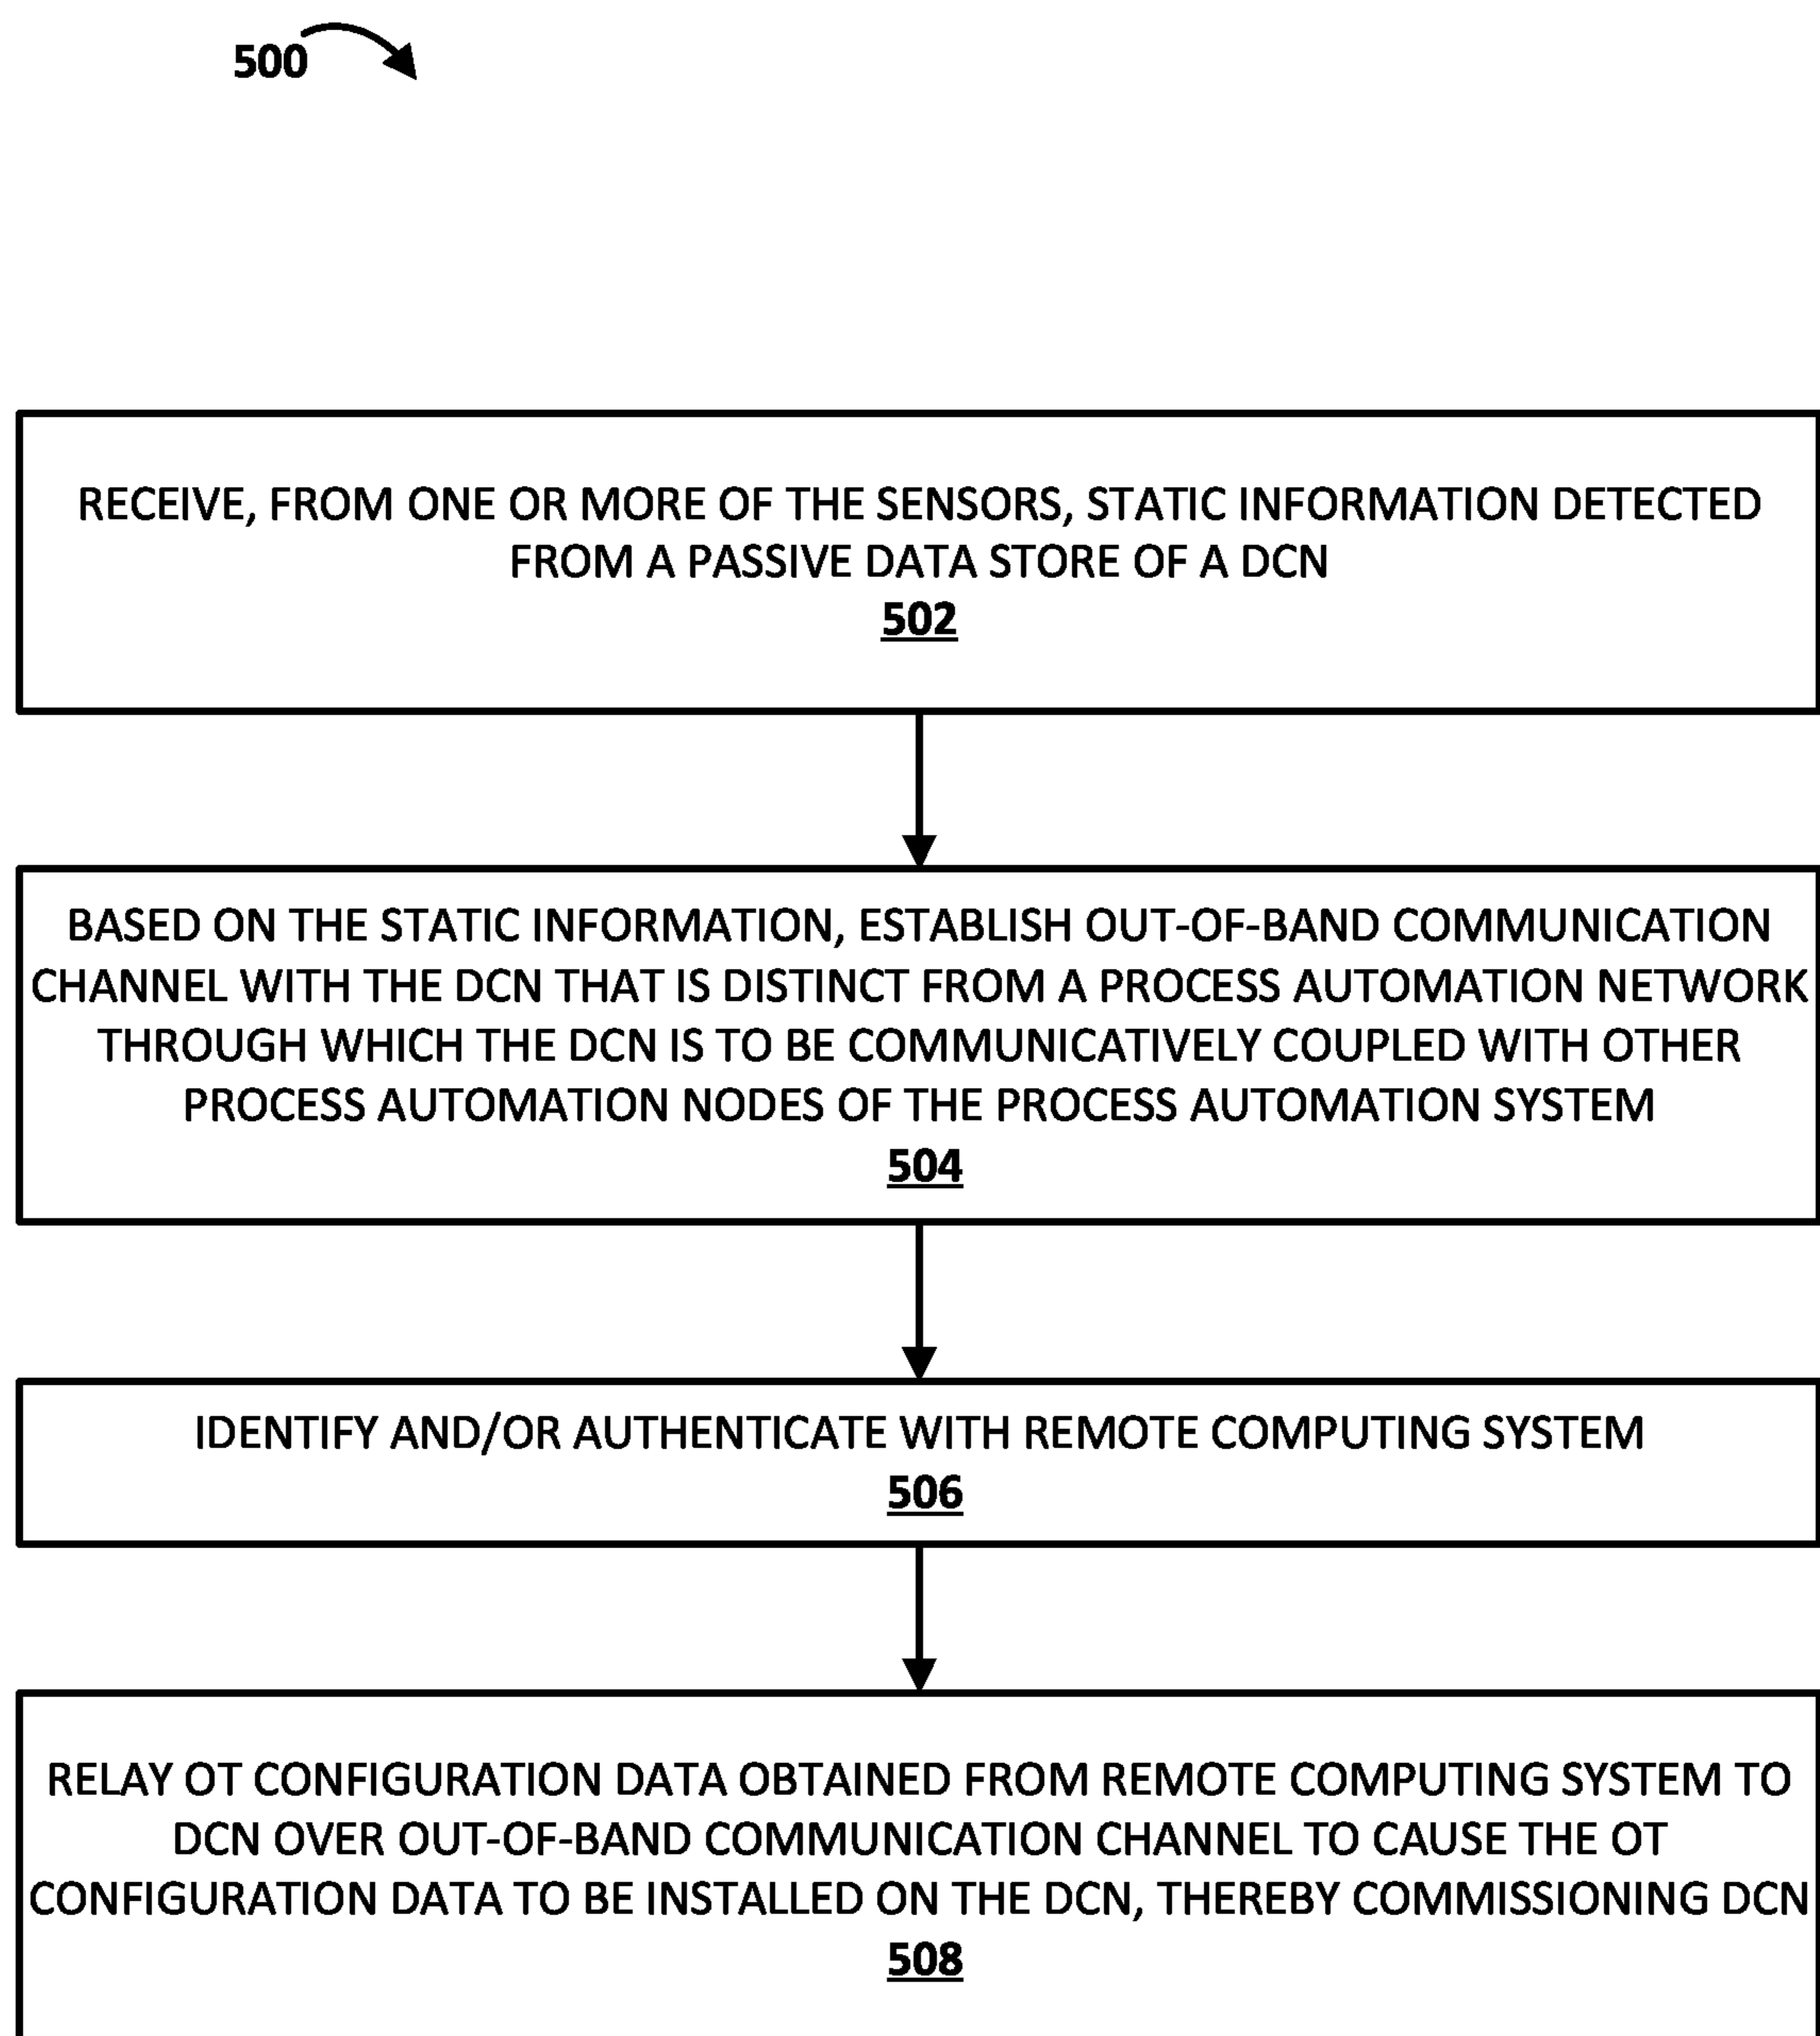 500
RECEIVE, FROM ONE OR MORE OF THE SENSORS, STATIC INFORMATION DETECTED
FROM A PASSIVE DATA STORE OF A DCN
502
BASED ON THE STATIC INFORMATION, ESTABLISH OUT-OF-BAND COMMUNICATION
CHANNEL WITH THE DCN THAT IS DISTINCT FROM A PROCESS AUTOMATION NETWORK
THROUGH WHICH THE DCN IS TO BE COMMUNICATIVELY COUPLED WITH OTHER
PROCESS AUTOMATION NODES OF THE PROCESS AUTOMATION SYSTEM
504
IDENTIFY AND/OR AUTHENTICATE WITH REMOTE COMPUTING SYSTEM
506
RELAY OT CONFIGURATION DATA OBTAINED FROM REMOTE COMPUTING SYSTEM TO
DCN OVER OUT-OF-BAND COMMUNICATION CHANNEL TO CAUSE THE OT
CONFIGURATION DATA TO BE INSTALLED ON THE DCN, THEREBY COMMISSIONING DCN
508